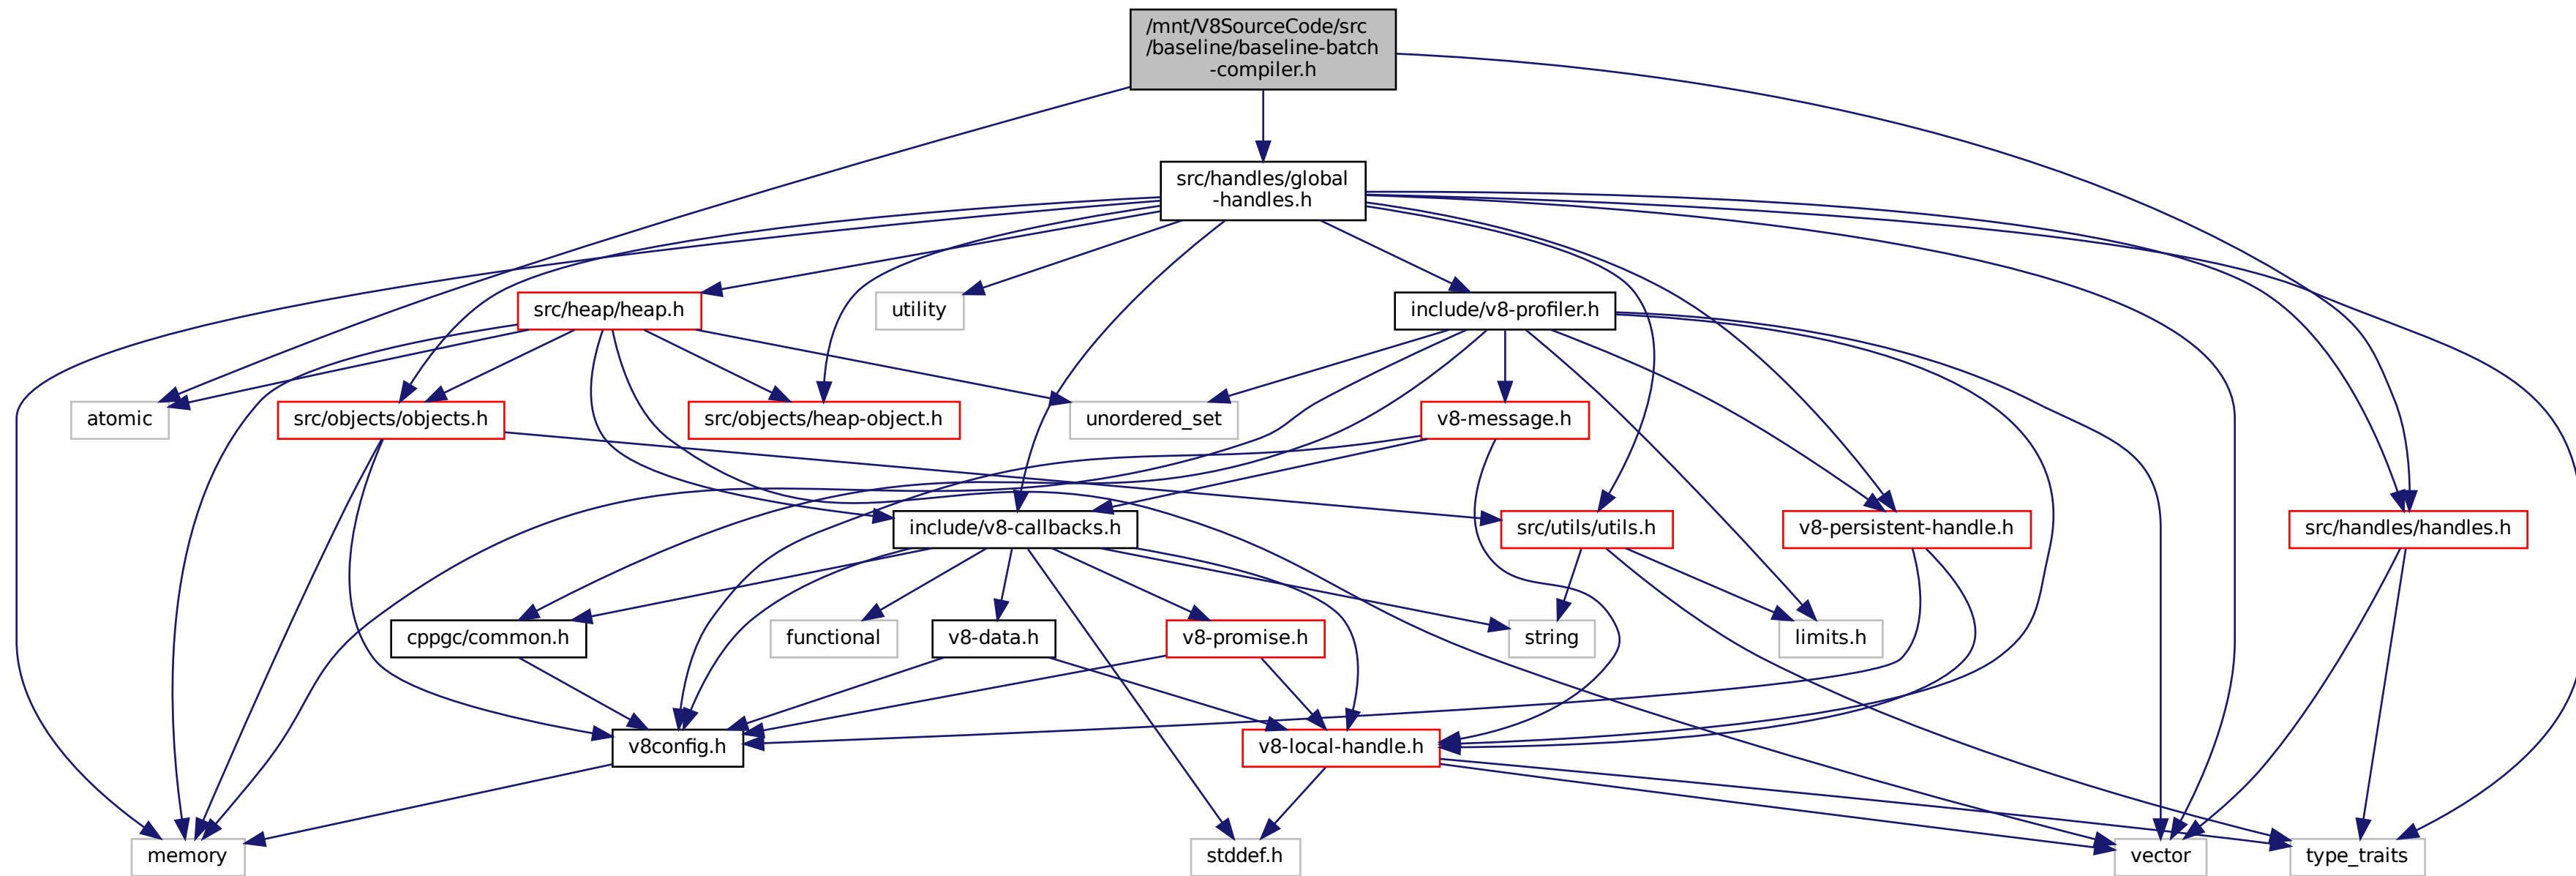 /mnt/V8SourceCode/src
/baseline/baseline-batch
-compiler.h
src/handles/global
-handles.h
src/heap/heap.h
utility
include/v8-profiler.h
atomic
src/objects/objects.h
src/objects/heap-object.h
unordered_set
v8-message.h
include/v8-callbacks.h
src/utils/utils.h
v8-persistent-handle.h
src/handles/handles.h
cppgc/common.h
functional
v8-data.h
v8-promise.h
string
limits.h
v8config.h
v8-local-handle.h
memory
stddef.h
vector
type_traits